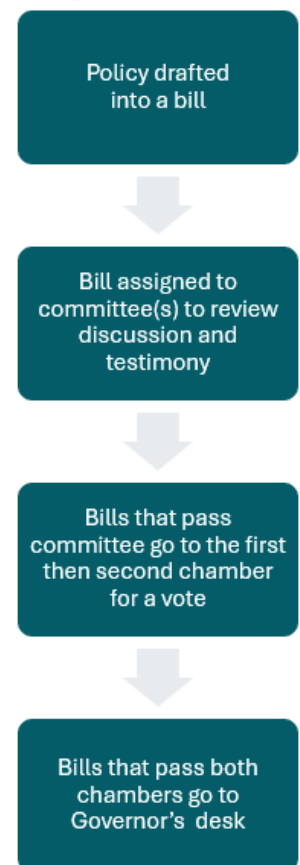 Policy drafted
into a bill
Bill assigned to
committee(s) to review
discussion and
testimony
Bills that pass
committee go to the first
then second chamber
for a vote
Bills that pass both
chambers go to
Governor's desk